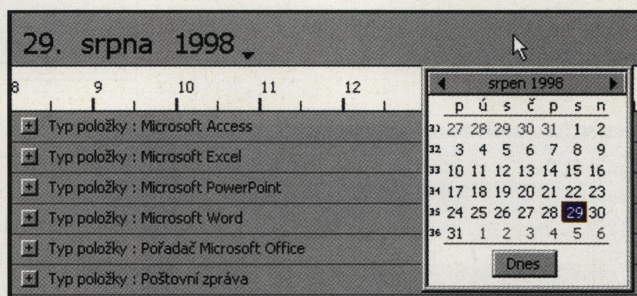 29. srpna 1998
8 9 10 11 12
Typ položky : Microsoft Access
Typ položky : Microsoft Excel
Typ položky : Microsoft PowerPoint
Typ položky : Microsoft Word
Typ položky : Pořadač Microsoft Office
Typ položky : Poštovní zpráva
srpen 1998
p ú s č p s n
31 27 28 29 30 31 1 2
32 3 4 5 6 7 8 9
33 10 11 12 13 14 15 16
34 17 18 19 20 21 22 23
35 24 25 26 27 28 29 30
36 31 1 2 3 4 5 6
Dnes